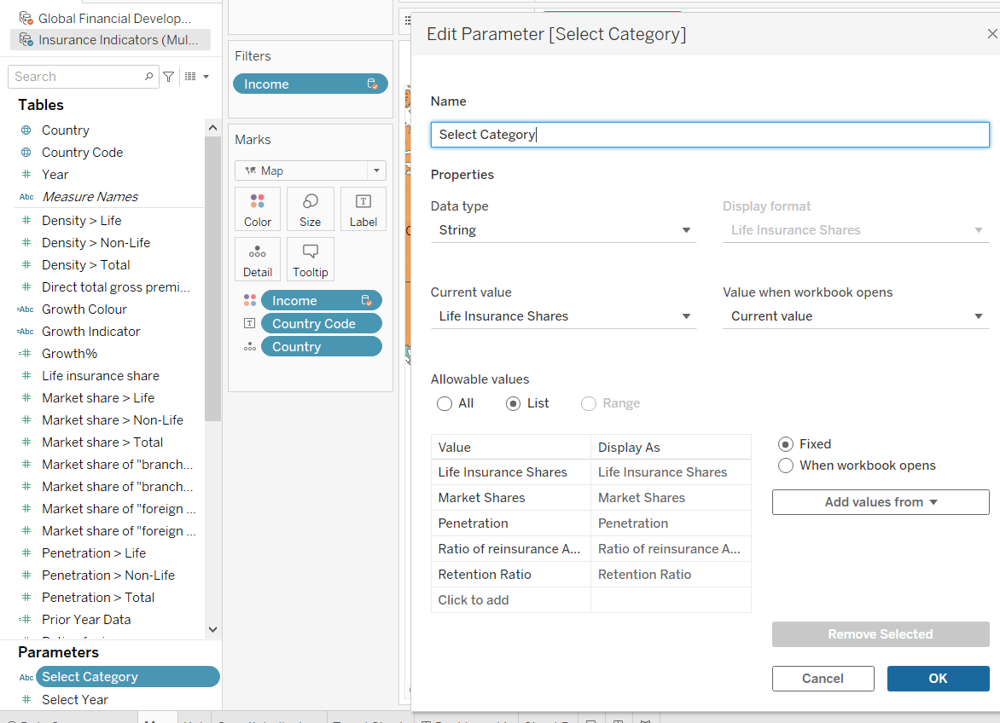 Global Financial Develop...
Insurance Indicators (Mul...
Search
Tables
Country
Country Code
Year
Abc Measure Names
Density > Life
Density > Non-Life
Density > Total
Direct total gross premi...
=Abc Growth Colour
=Abc Growth Indicator
Growth%
Life insurance share
Market share > Life
Market share > Non-Life
Market share > Total
Market share of "branch...
Market share of "branch...
Market share of "foreign ...
Market share of "foreign ...
Penetration > Life
Penetration > Non-Life
Penetration > Total
Prior Year Data
Parameters
Abc Select Category
Select Year
Filters
Income
Marks
Map
Color
Size
Label
Detail
Tooltip
Income
Country Code
Country
Edit Parameter [Select Category]
Name
Select Category
Properties
Data type
Display format
String
Life Insurance Shares
Current value
Value when workbook opens
Life Insurance Shares
Current value
Allowable values
All List Range
Value Display As
Life Insurance Shares Life Insurance Shares
Market Shares Market Shares
Penetration Penetration
Ratio of reinsurance A... Ratio of reinsurance A...
Retention Ratio Retention Ratio
Click to add
Fixed
When workbook opens
Add values from
Remove Selected
Cancel OK